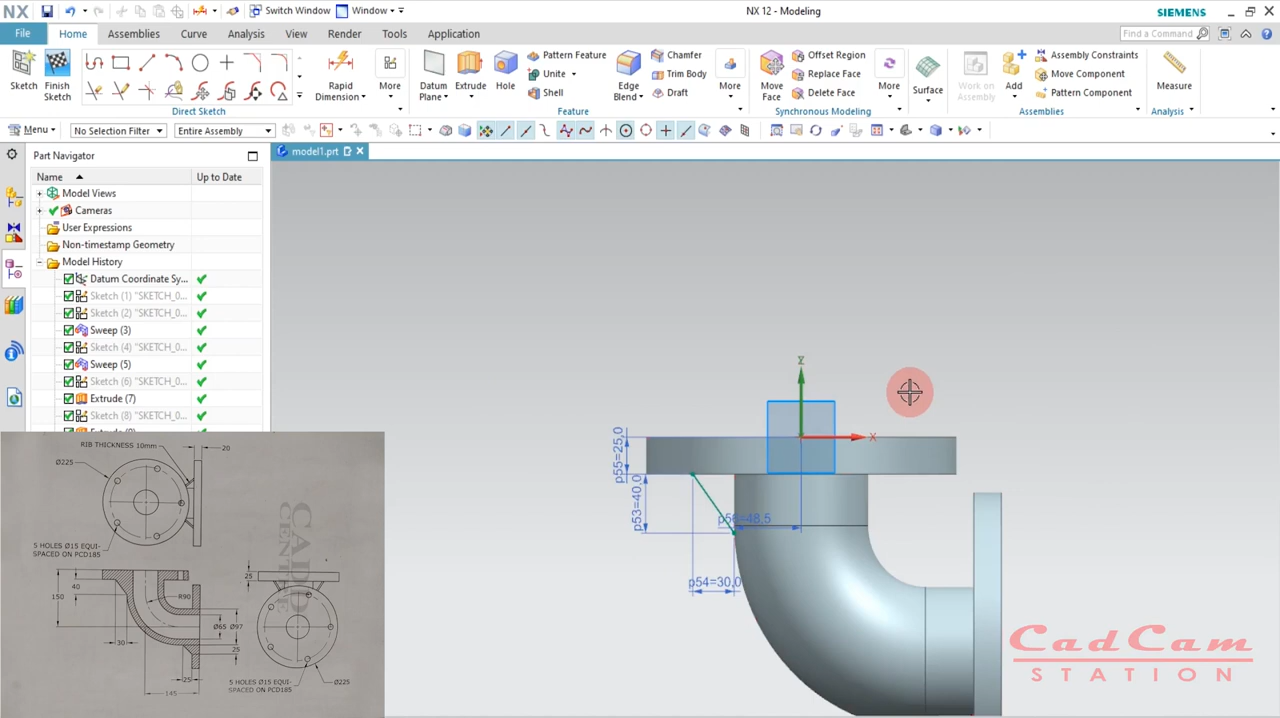 NX
Switch Window
Window
NX 12 - Modeling
SIEMENS
File
Home
Assemblies
Curve
Analysis
View
Render
Tools
Application
Find a Command
Sketch
Finish Sketch
Rapid Dimension
More
Direct Sketch
Datum Plane
Extrude
Hole
Pattern Feature
Unite
Shell
Edge Blend
Chamfer
Trim Body
Draft
More
Feature
Move Face
Offset Region
Replace Face
Delete Face
More
Synchronous Modeling
Surface
Work on Assembly
Add
Assembly Constraints
Move Component
Pattern Component
Assemblies
Measure
Analysis
Menu
No Selection Filter
Entire Assembly
Part Navigator
model1.prt
Name
Up to Date
Model Views
Cameras
User Expressions
Non-timestamp Geometry
Model History
Datum Coordinate Sy...
Sketch (1) "SKETCH_0...
Sketch (2) "SKETCH_0...
Sweep (3)
Sketch (4) "SKETCH_0...
Sweep (5)
Sketch (6) "SKETCH_0...
Extrude (7)
Sketch (8) "SKETCH_0...
Z
X
p55=25,0
p53=40,0
=48,5
p54=30,0
RIB THICKNESS 10mm
20
Ø225
5 HOLES Ø15 EQUI-
SPACED ON PCD185
25
40
150
R90
Ø65 Ø97
30
25
25
145
5 HOLES Ø15 EQUI-
SPACED ON PCD185
Ø225
CadCam
STATION